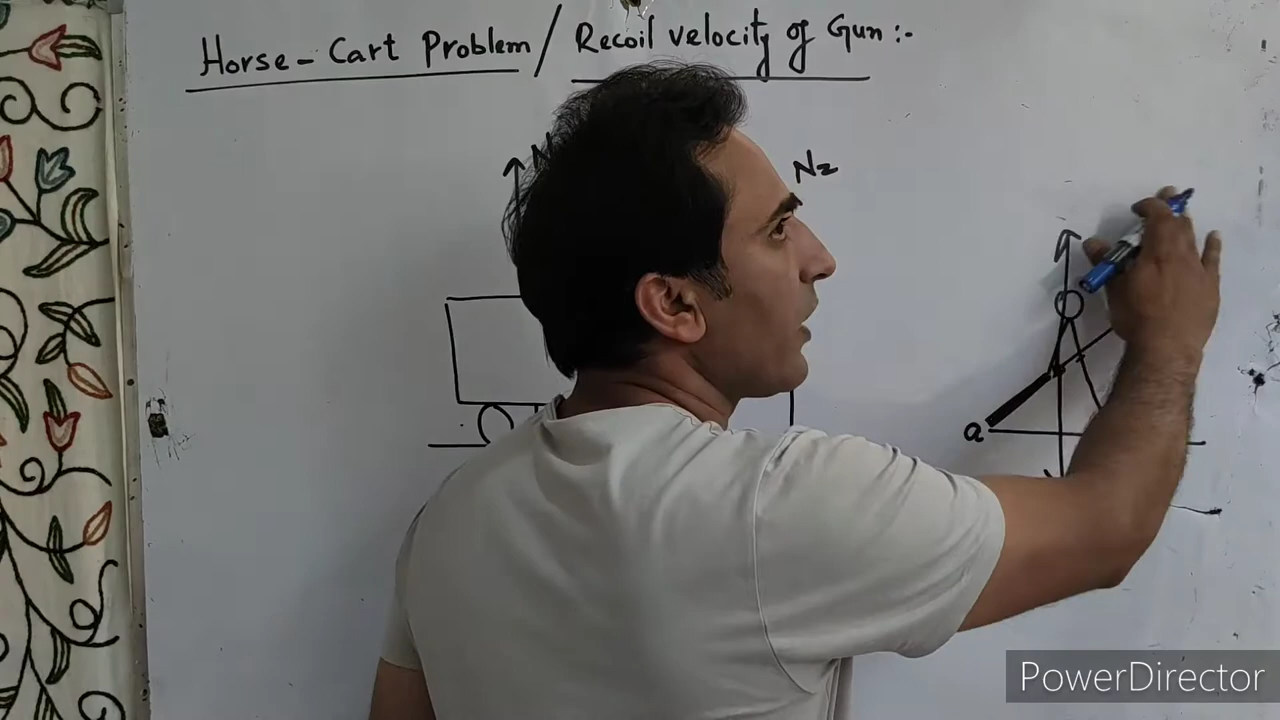 Horse - Cart Problem / Recoil velocity of Gun :-
N
N2
a
PowerDirector